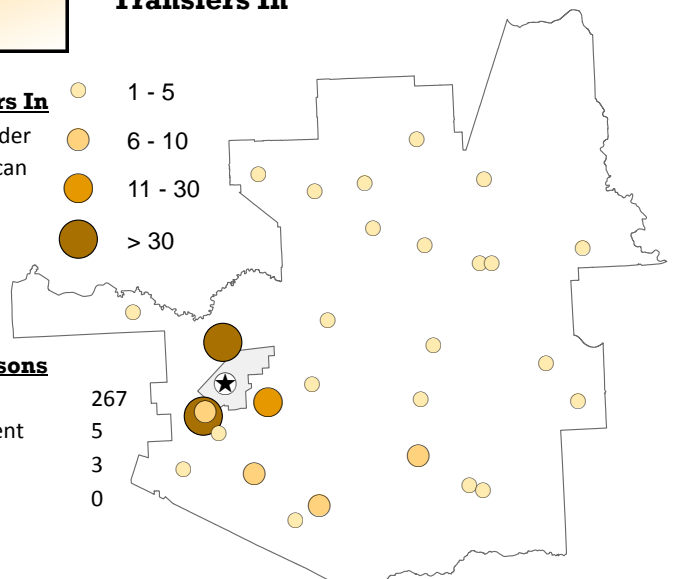 Transfers In
rs In
1 - 5
der
6 - 10
can
11 - 30
> 30
sons
267
ent 5
3
0